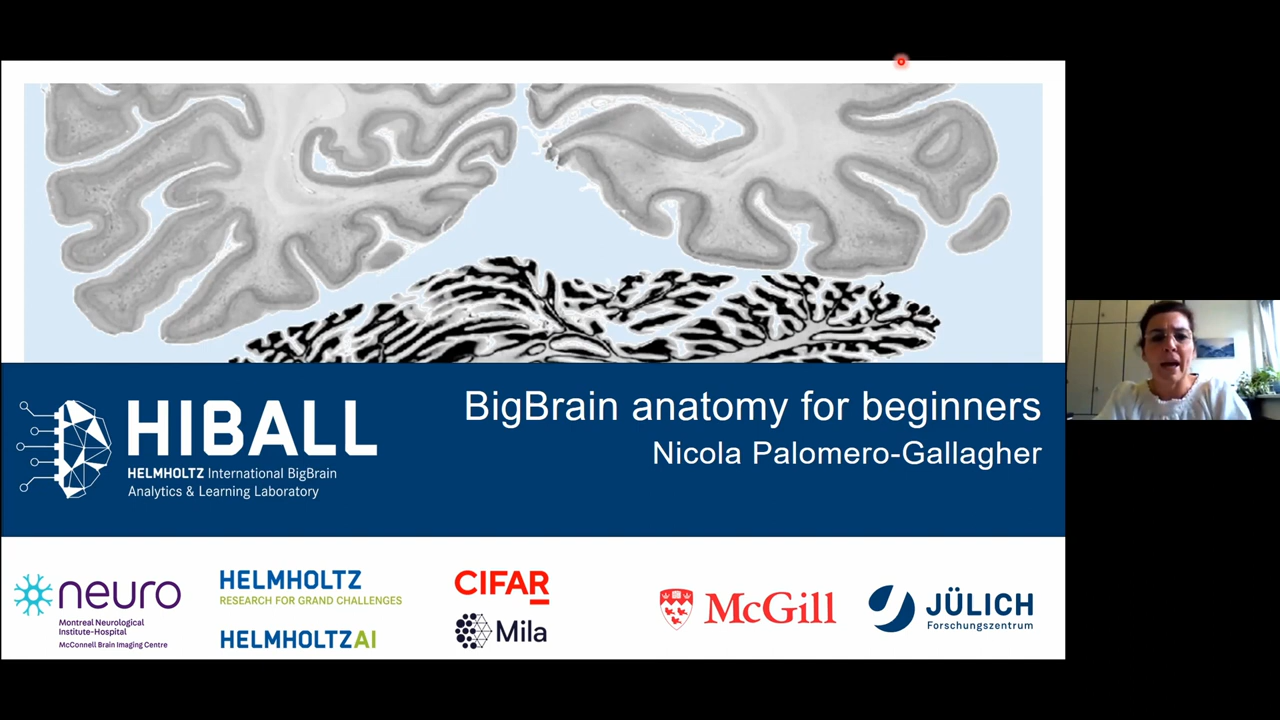 BigBrain anatomy for beginners
Nicola Palomero-Gallagher
HIBALL
HELMHOLTZ International BigBrain
Analytics & Learning Laboratory
neuro
Montreal Neurological
Institute-Hospital
McConnell Brain Imaging Centre
HELMHOLTZ
RESEARCH FOR GRAND CHALLENGES
HELMHOLTZAI
CIFAR
Mila
McGill
JÜLICH
Forschungszentrum